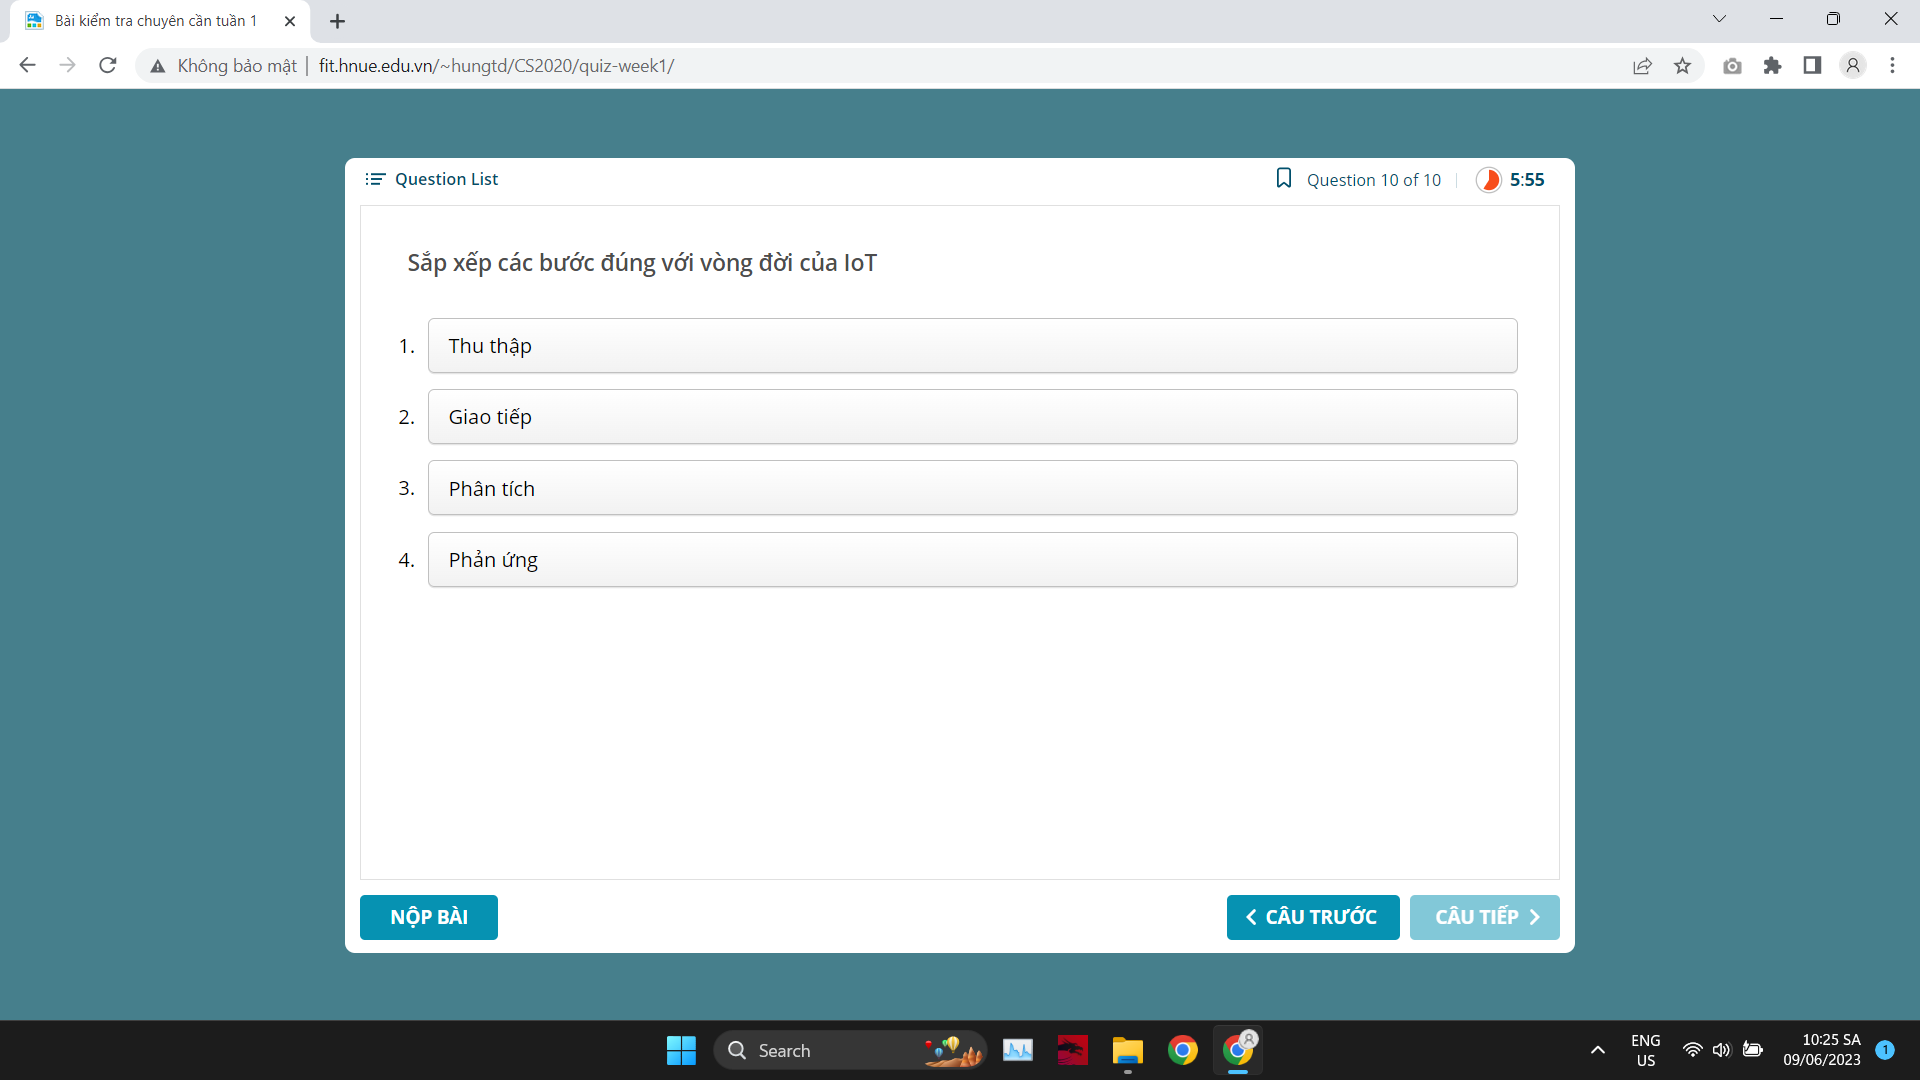 Bài kiểm tra chuyên cần tuần 1
Không bảo mật | fit.hnue.edu.vn/~hungtd/CS2020/quiz-week1/
Question List
Question 10 of 10
5:55
Sắp xếp các bước đúng với vòng đời của IoT
1. Thu thập
2. Giao tiếp
3. Phân tích
4. Phản ứng
NỘP BÀI
CÂU TRƯỚC
CÂU TIẾP
Search
ENG
US
10:25 SA
09/06/2023
1